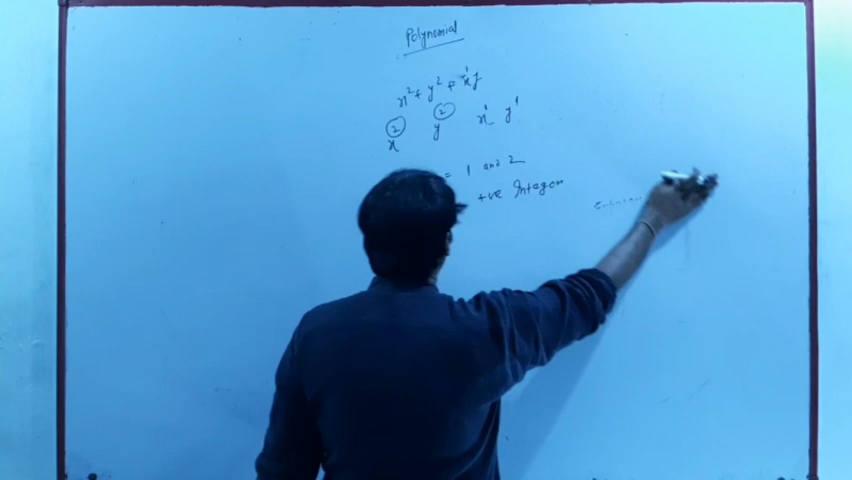 Polynomial
x² + y² + x¹y
② ② x¹ y¹
x y
= 1 and 2
+ve Integer